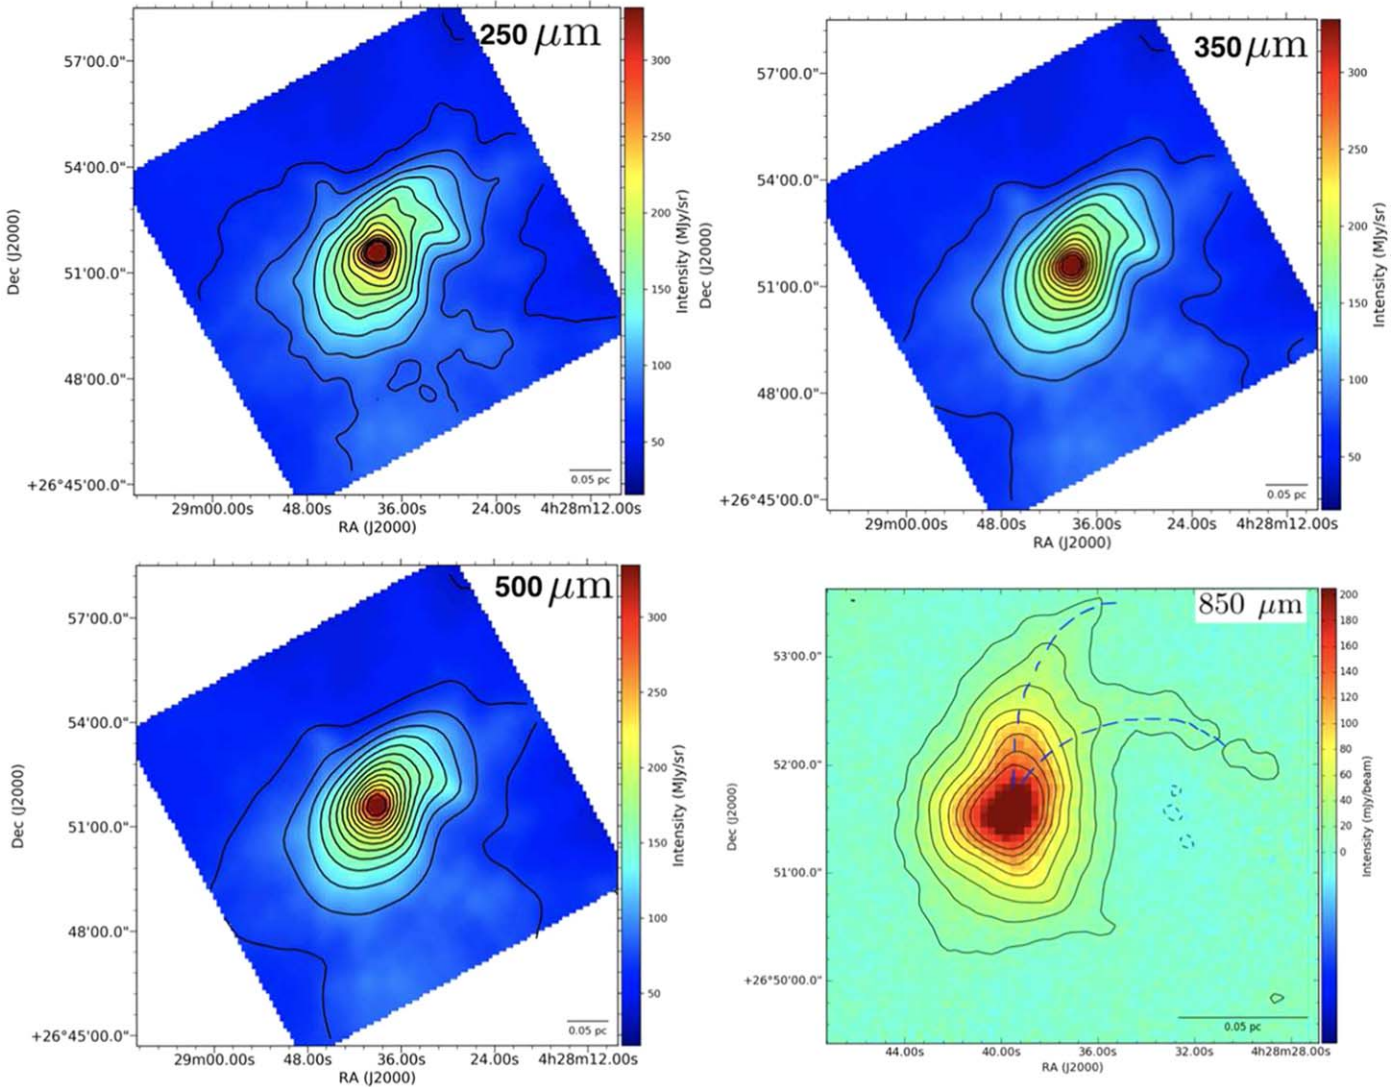 250 μm
57'00.0"
54'00.0"
51'00.0"
48'00.0"
+26°45'00.0"
Dec (J2000)
29m00.00s 48.00s 36.00s 24.00s 4h28m12.00s
RA (J2000)
0.05 pc
300
250
200
150
100
50
Intensity (MJy/sr)
350 μm
57'00.0"
54'00.0"
51'00.0"
48'00.0"
+26°45'00.0"
Dec (J2000)
29m00.00s 48.00s 36.00s 24.00s 4h28m12.00s
RA (J2000)
0.05 pc
300
250
200
150
100
50
Intensity (MJy/sr)
500 μm
57'00.0"
54'00.0"
51'00.0"
48'00.0"
+26°45'00.0"
Dec (J2000)
29m00.00s 48.00s 36.00s 24.00s 4h28m12.00s
RA (J2000)
0.05 pc
300
250
200
150
100
50
Intensity (MJy/sr)
850 μm
53'00.0"
52'00.0"
51'00.0"
+26°50'00.0"
Dec (J2000)
44.00s 40.00s 36.00s 32.00s 4h28m28.00s
RA (J2000)
0.05 pc
200
180
160
140
120
100
80
60
40
20
0
Intensity (mJy/beam)